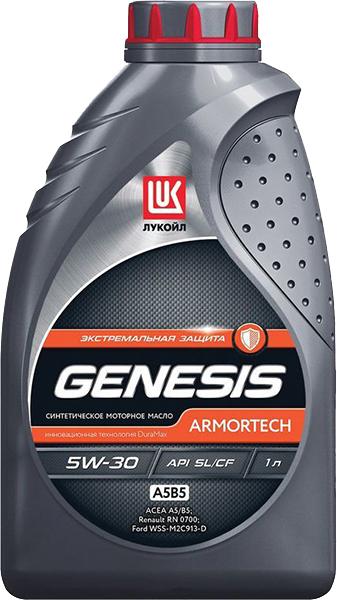 LUK
ЛУКОЙЛ
ЭКСТРЕМАЛЬНАЯ ЗАЩИТА
GENESIS
СИНТЕТИЧЕСКОЕ МОТОРНОЕ МАСЛО
инновационная технология DuraMax
ARMORTECH
5W-30 API SL/CF 1 л
A5B5
ACEA A5/B5;
Renault RN 0700;
Ford WSS-M2C913-D